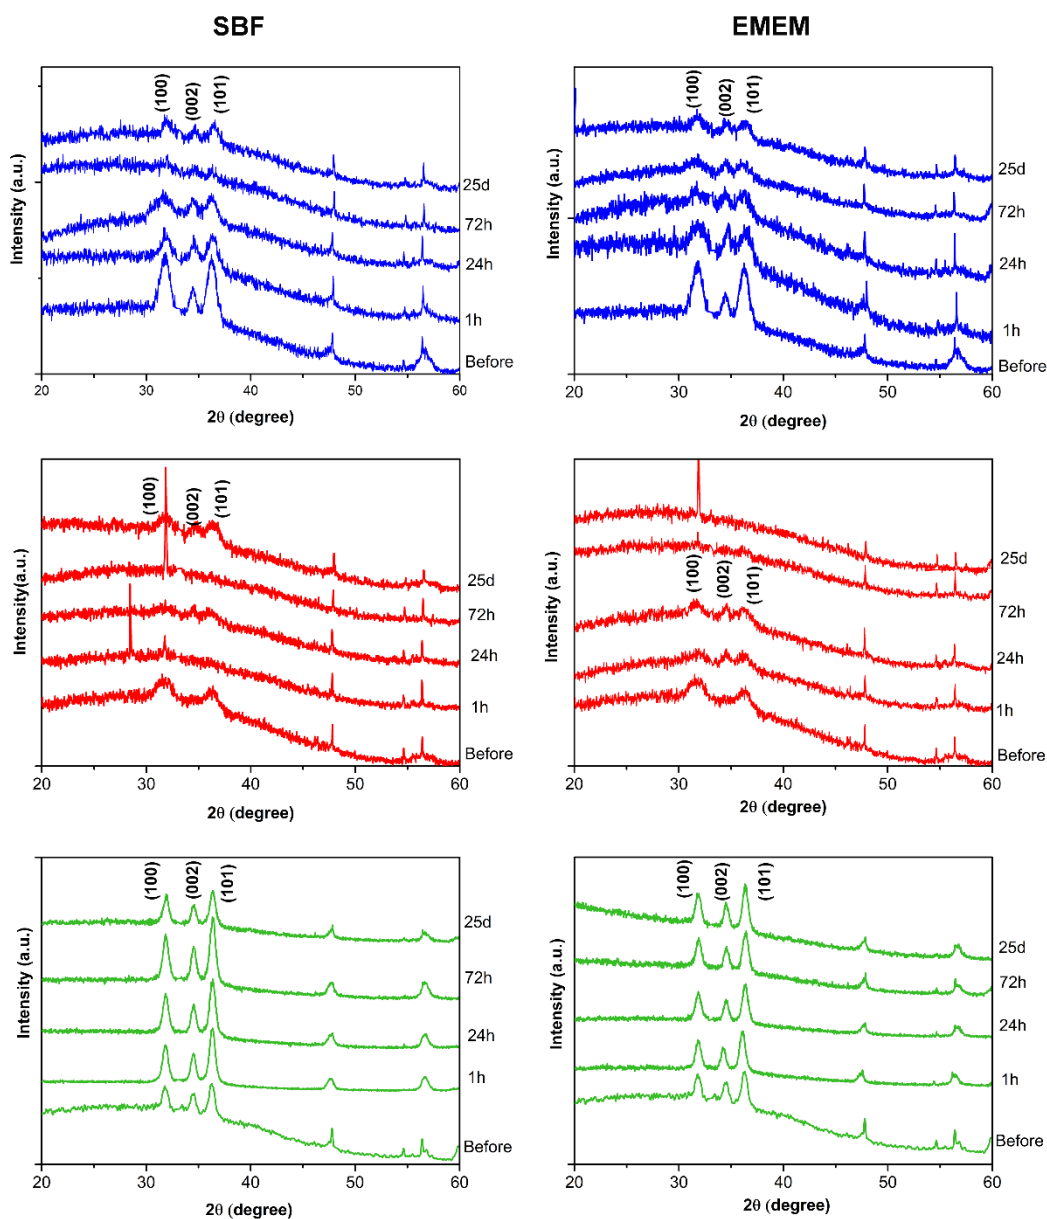 SBF
EMEM
(100)
(002)
(101)
Intensity (a.u.)
25d
72h
24h
1h
Before
20
30
40
50
60
2θ (degree)
(100)
(002)
(101)
Intensity (a.u.)
25d
72h
24h
1h
Before
20
30
40
50
60
2θ (degree)
(100)
(002)
(101)
Intensity(a.u.)
25d
72h
24h
1h
Before
20
30
40
50
60
2θ (degree)
(100)
(002)
(101)
Intensity (a.u.)
25d
72h
24h
1h
Before
20
30
40
50
60
2θ (degree)
(100)
(002)
(101)
Intensity (a.u.)
25d
72h
24h
1h
Before
20
30
40
50
60
2θ (degree)
(100)
(002)
(101)
Intensity (a.u.)
25d
72h
24h
1h
Before
20
30
40
50
60
2θ (degree)